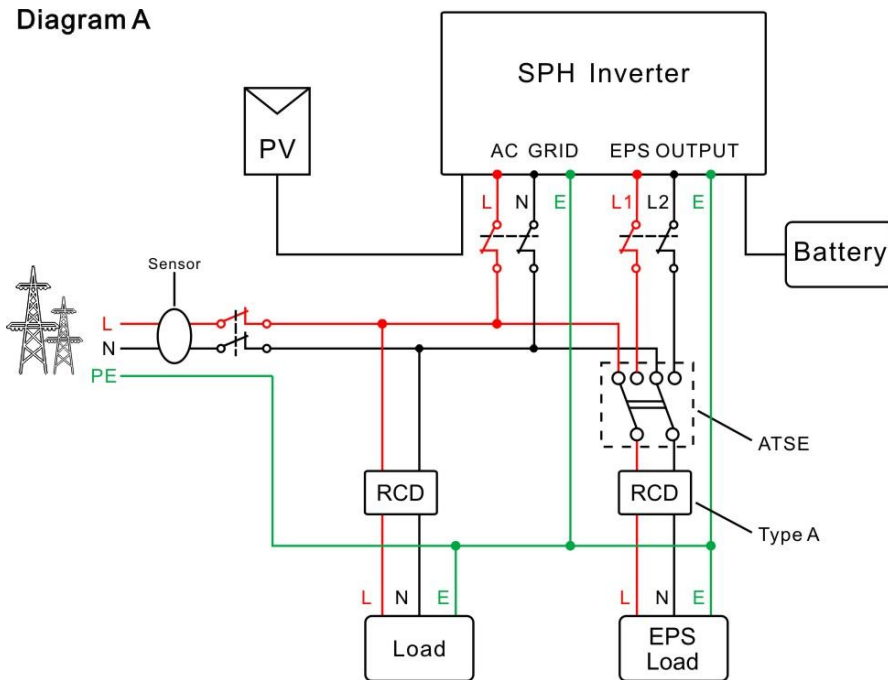 Diagram A
SPH Inverter
PV
AC GRID EPS OUTPUT
L N E L1 L2 E
Battery
Sensor
L
N
PE
ATSE
RCD RCD
Type A
L N E L N E
Load EPS
Load